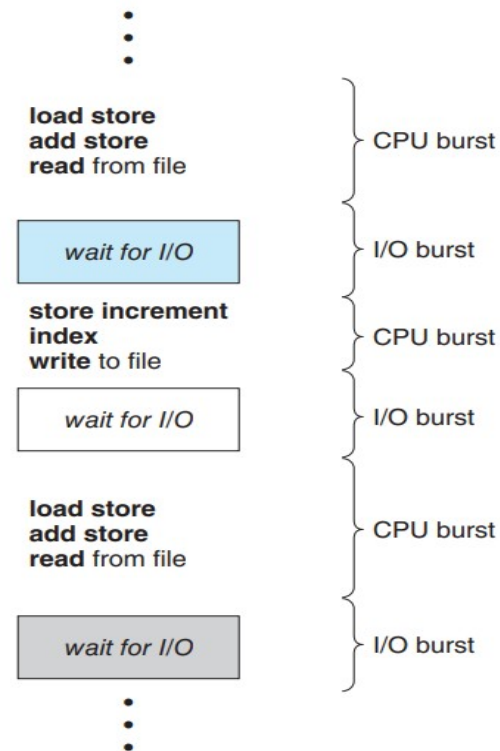 load store
add store
read from file
CPU burst
wait for I/O
I/O burst
store increment
index
write to file
CPU burst
wait for I/O
I/O burst
load store
add store
read from file
CPU burst
wait for I/O
I/O burst